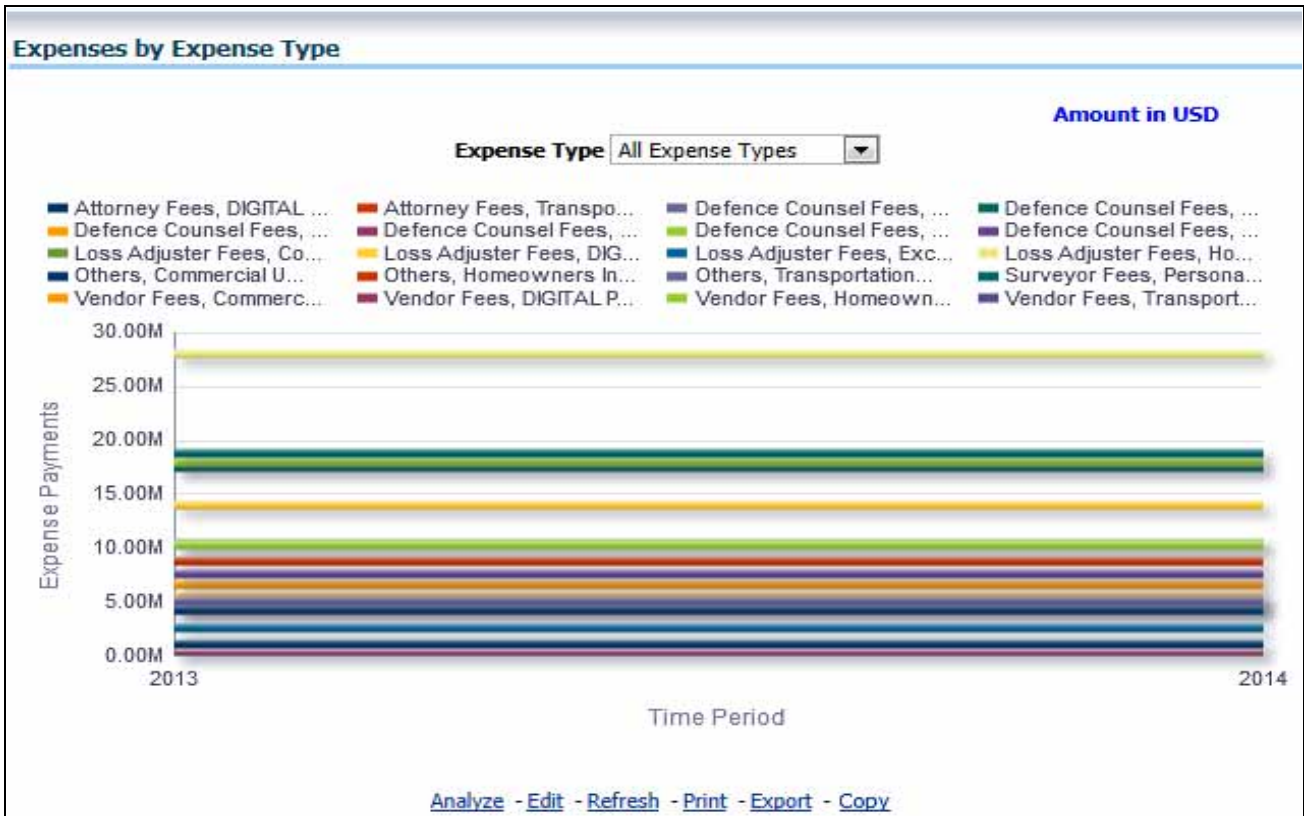 Expenses by Expense Type
Amount in USD
Expense Type All Expense Types
Attorney Fees, DIGITAL ... Attorney Fees, Transpo... Defence Counsel Fees, ... Defence Counsel Fees, ...
Defence Counsel Fees, ... Defence Counsel Fees, ... Defence Counsel Fees, ... Defence Counsel Fees, ...
Loss Adjuster Fees, Co... Loss Adjuster Fees, DIG... Loss Adjuster Fees, Exc... Loss Adjuster Fees, Ho...
Others, Commercial U... Others, Homeowners In... Others, Transportation... Surveyor Fees, Persona...
Vendor Fees, Commerc... Vendor Fees, DIGITAL P... Vendor Fees, Homeown... Vendor Fees, Transport...
30.00M
25.00M
20.00M
15.00M
10.00M
5.00M
0.00M
Expense Payments
2013 2014
Time Period
Analyze - Edit - Refresh - Print - Export - Copy